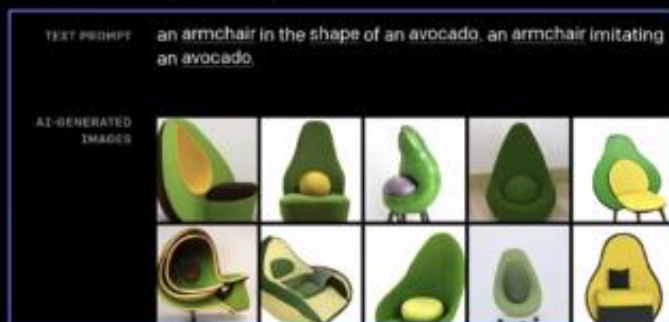 TEXT PROMPT
an armchair in the shape of an avocado. an armchair imitating
an avocado.
AI-GENERATED
IMAGES